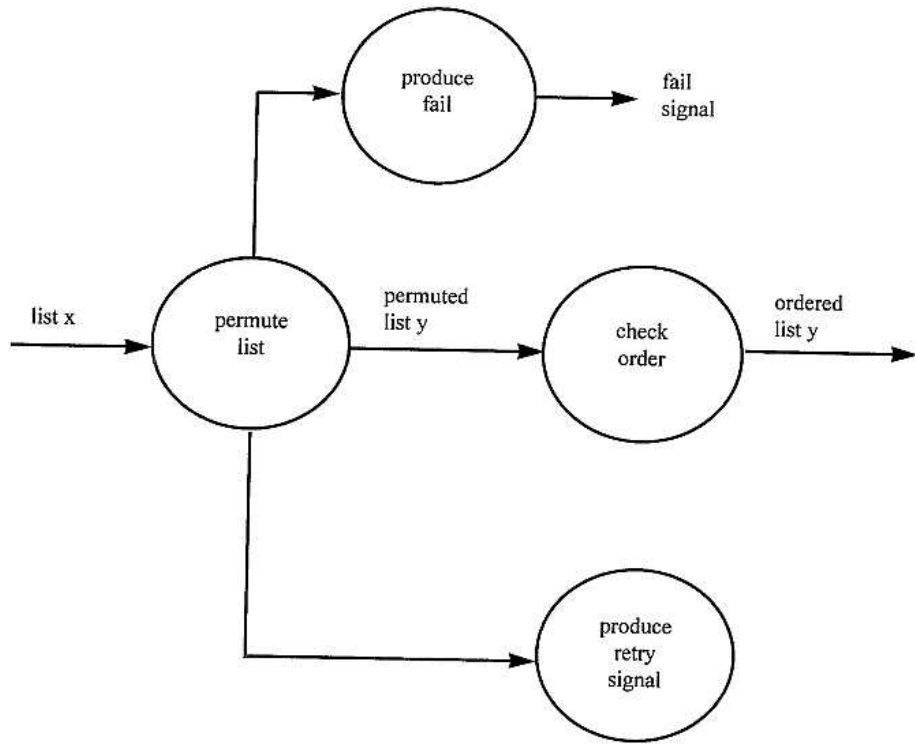 produce
fail
fail
signal
list x
permute
list
permuted
list y
check
order
ordered
list y
produce
retry
signal